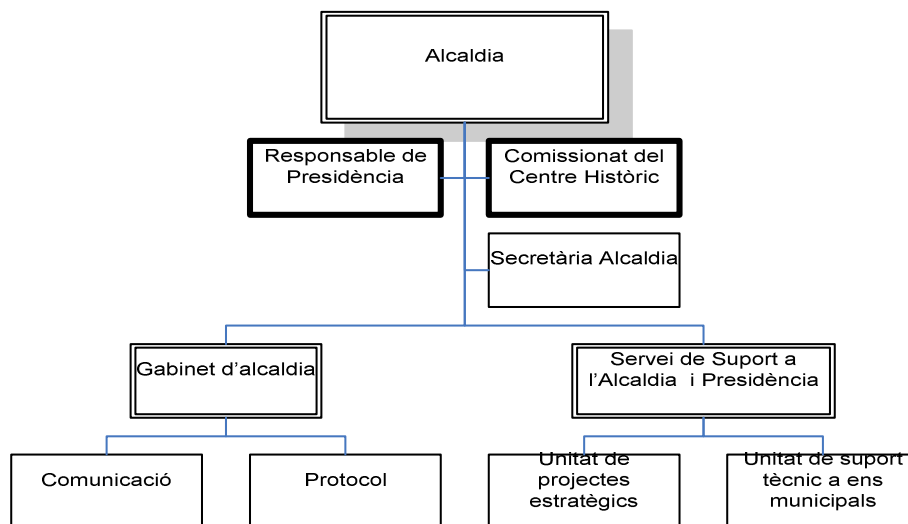 Alcaldia
Responsable de
Presidència
Comissionat del
Centre Històric
Secretària Alcaldia
Gabinet d’alcaldia
Servei de Suport a
l’Alcaldia i Presidència
Comunicació
Protocol
Unitat de
projectes
estratègics
Unitat de suport
tècnic a ens
municipals